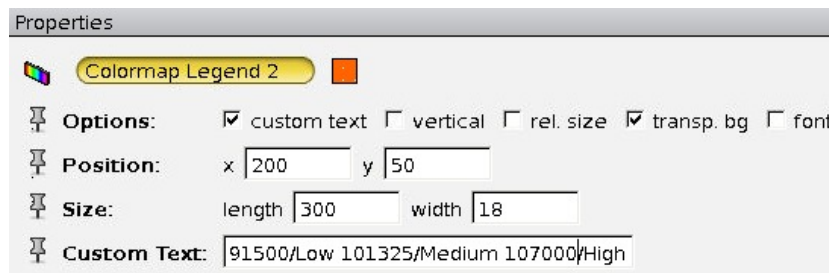 Properties
Colormap Legend 2
Options: custom text vertical rel. size transp. bg font
Position: x 200 y 50
Size: length 300 width 18
Custom Text: 91500/Low 101325/Medium 107000/High